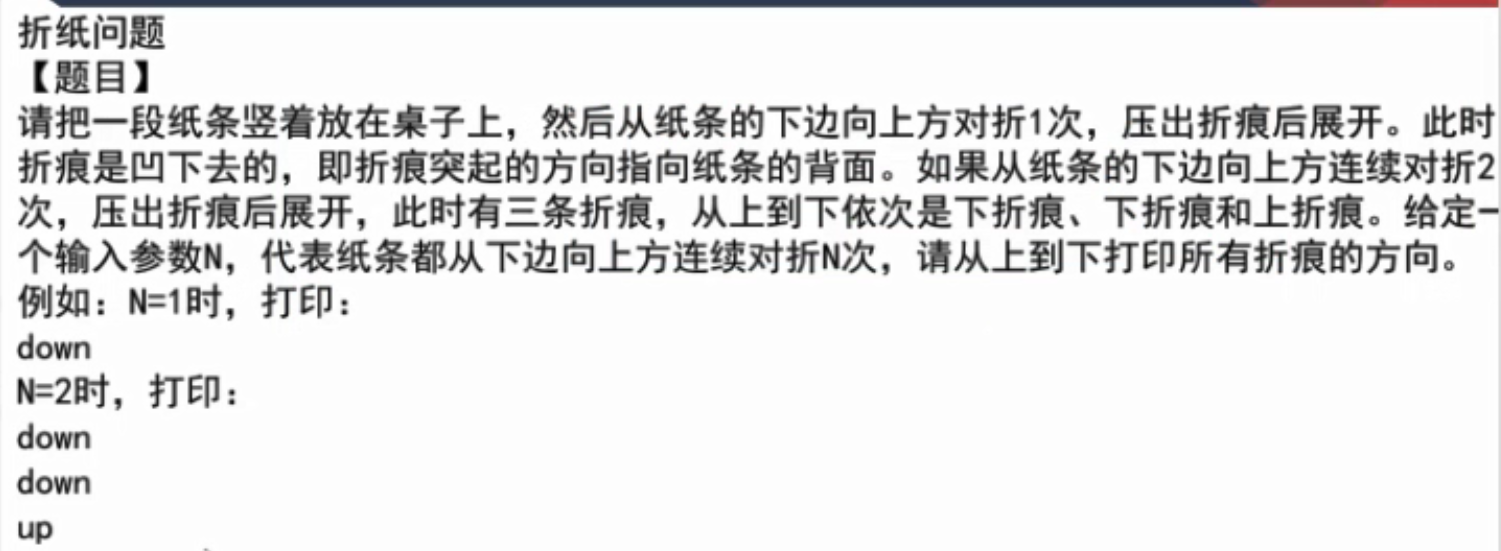 折纸问题
【题目】
请把一段纸条竖着放在桌子上，然后从纸条的下边向上方对折1次，压出折痕后展开。此时
折痕是凹下去的，即折痕突起的方向指向纸条的背面。如果从纸条的下边向上方连续对折2
次，压出折痕后展开，此时有三条折痕，从上到下依次是下折痕、下折痕和上折痕。给定一
个输入参数N，代表纸条都从下边向上方连续对折N次，请从上到下打印所有折痕的方向。
例如：N=1时，打印：
down
N=2时，打印：
down
down
up